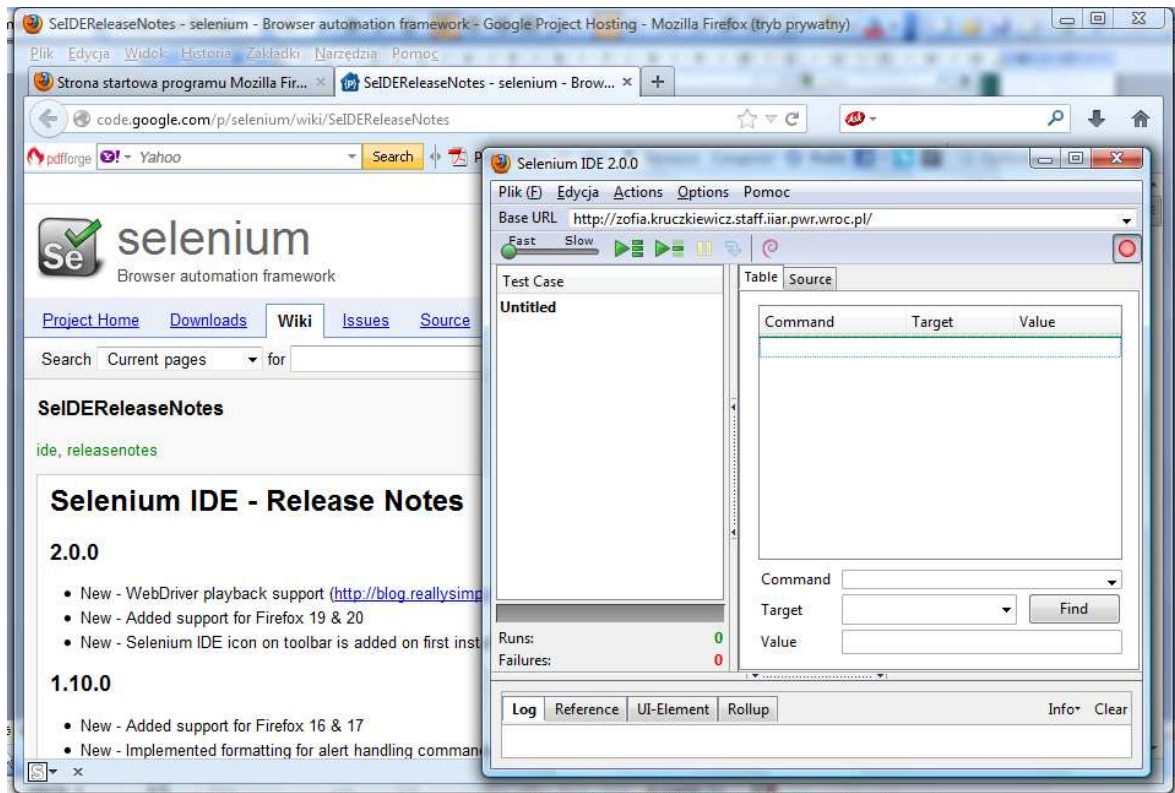 SeIDEReleaseNotes - selenium - Browser automation framework - Google Project Hosting - Mozilla Firefox (tryb prywatny)
Plik Edycja Widok Historia Zakładki Narzędzia Pomoc
Strona startowa programu Mozilla Fir... × SeIDEReleaseNotes - selenium - Brow... × +
code.google.com/p/selenium/wiki/SeIDEReleaseNotes
pdfforge Y! - Yahoo Search
Se selenium
Browser automation framework
Project Home Downloads Wiki Issues Source
Search Current pages for
SeIDEReleaseNotes
ide, releasenotes
Selenium IDE - Release Notes
2.0.0
• New - WebDriver playback support (http://blog.reallysimp
• New - Added support for Firefox 19 & 20
• New - Selenium IDE icon on toolbar is added on first inst
1.10.0
• New - Added support for Firefox 16 & 17
• New - Implemented formatting for alert handling comman
S × 
Selenium IDE 2.0.0
Plik (F) Edycja Actions Options Pomoc
Base URL http://zofia.kruczkiewicz.staff.iiar.pwr.wroc.pl/
Fast Slow
Test Case
Untitled
Runs: 0
Failures: 0
Table Source
Command Target Value
Command
Target Find
Value
Log Reference UI-Element Rollup Info Clear